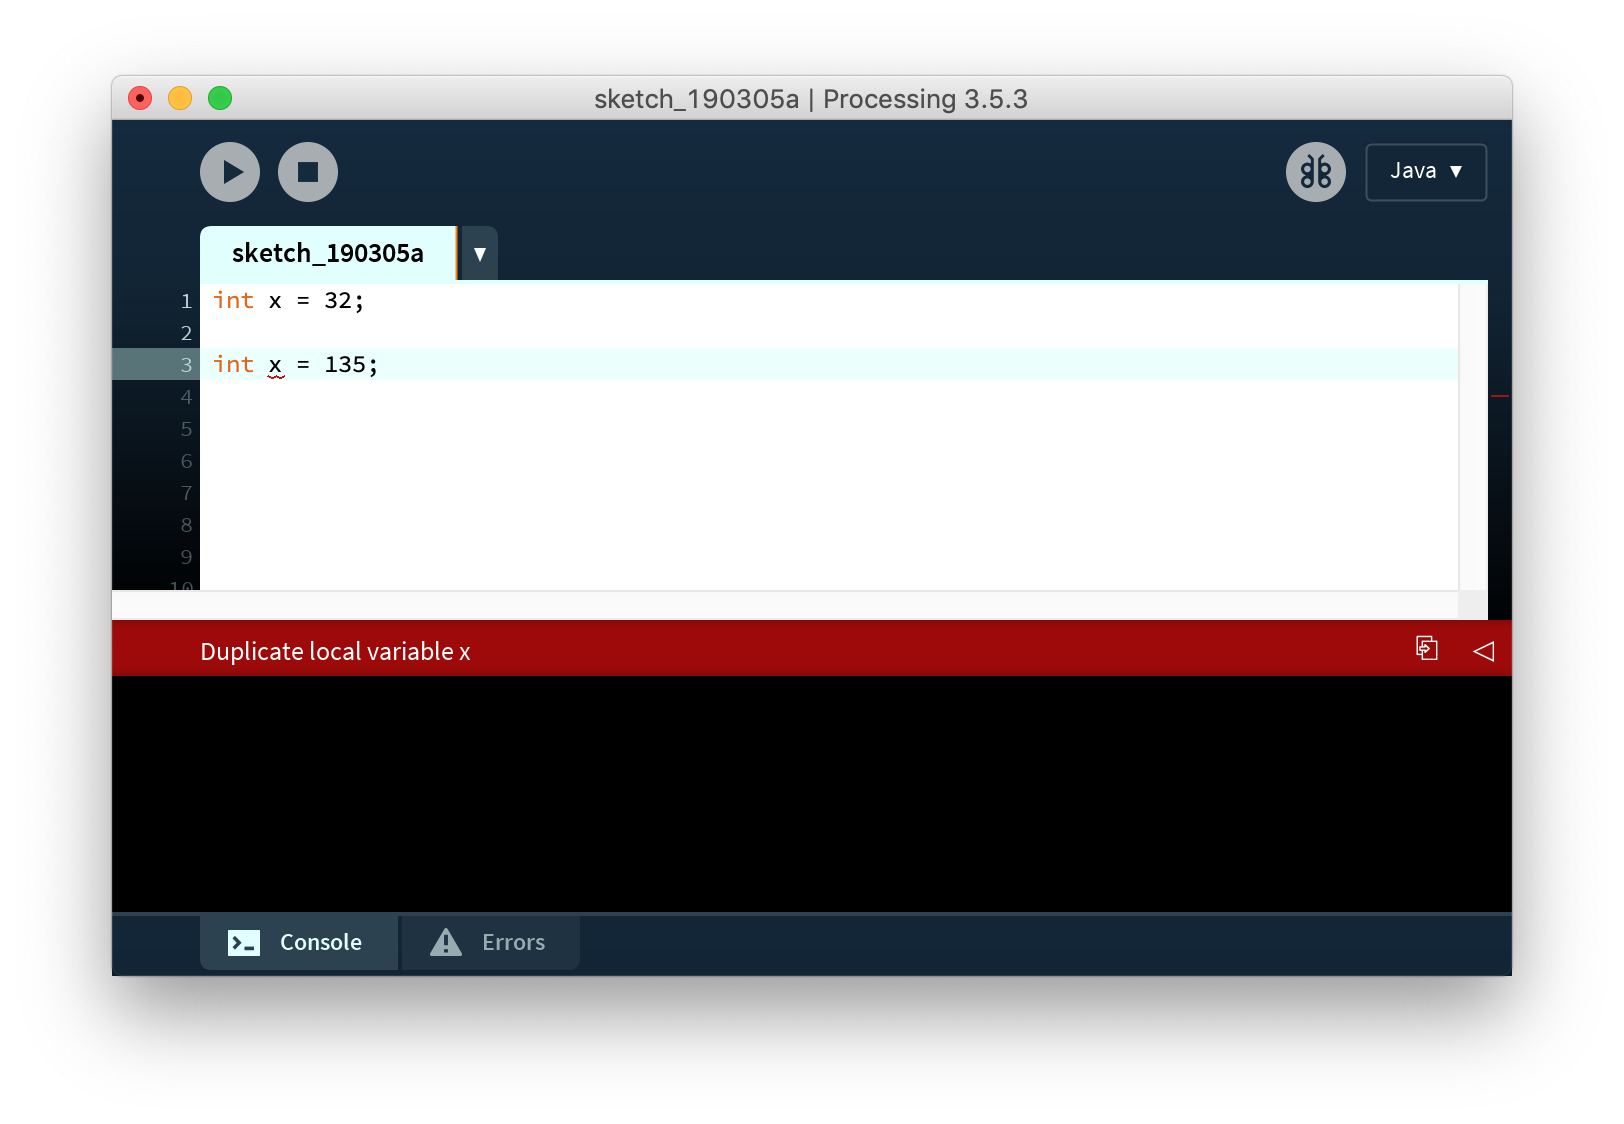 sketch_190305a | Processing 3.5.3
Java ▼
sketch_190305a ▼
1 int x = 32;
2
3 int x = 135;
4
5
6
7
8
9
10
Duplicate local variable x
Console Errors